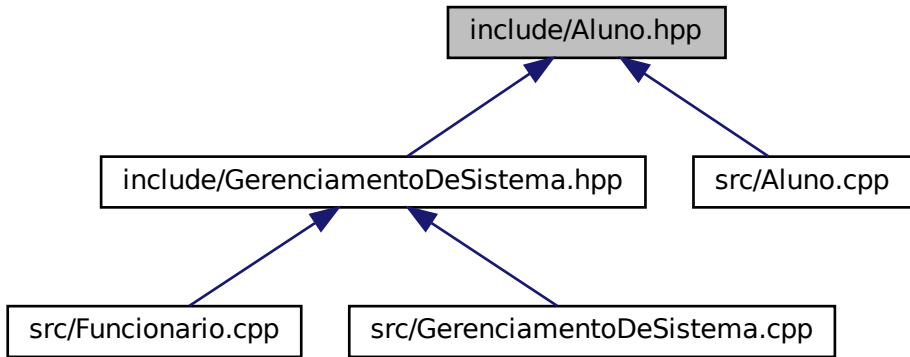 include/Aluno.hpp
include/GerenciamentoDeSistema.hpp
src/Aluno.cpp
src/Funcionario.cpp
src/GerenciamentoDeSistema.cpp